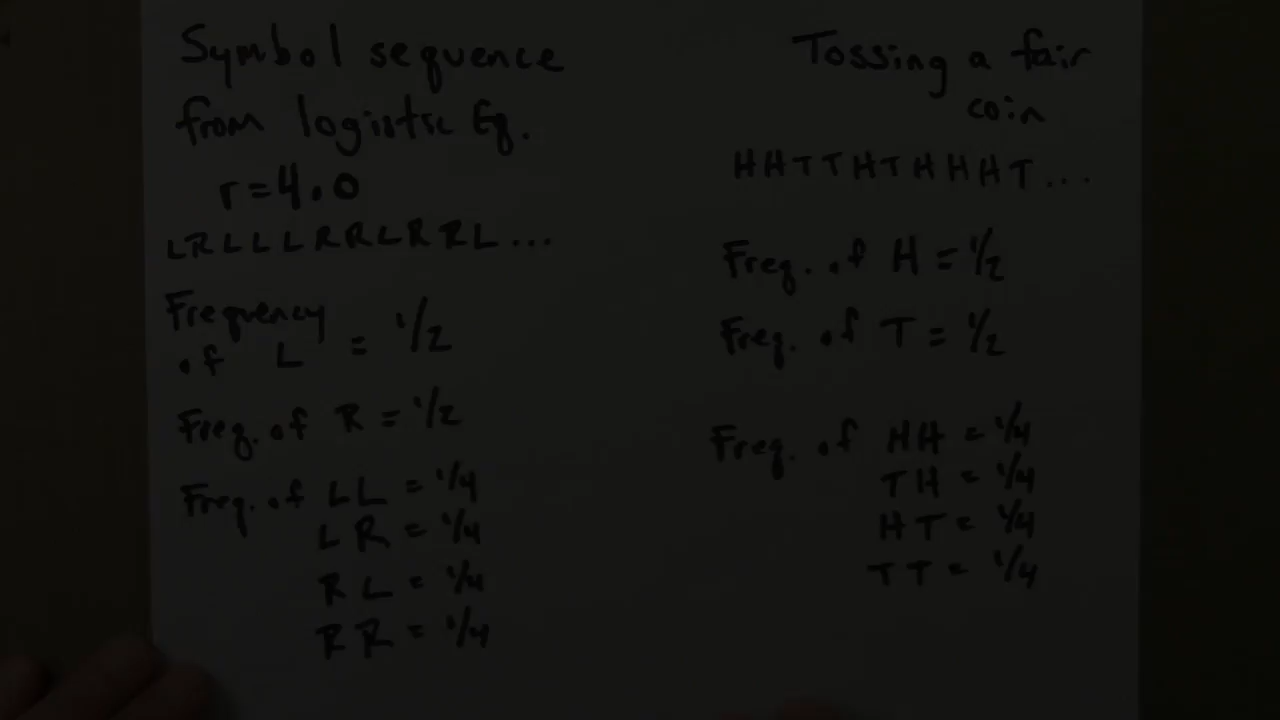 Symbol sequence
from logistic Eq.
r = 4.0
LRLLLRRLRRL...
Frequency
of L = 1/2
Freq. of R = 1/2
Freq. of LL = 1/4
LR = 1/4
RL = 1/4
RR = 1/4
Tossing a fair
coin
HHTTHTHHHT...
Freq. of H = 1/2
Freq. of T = 1/2
Freq. of HH = 1/4
TH = 1/4
HT = 1/4
TT = 1/4